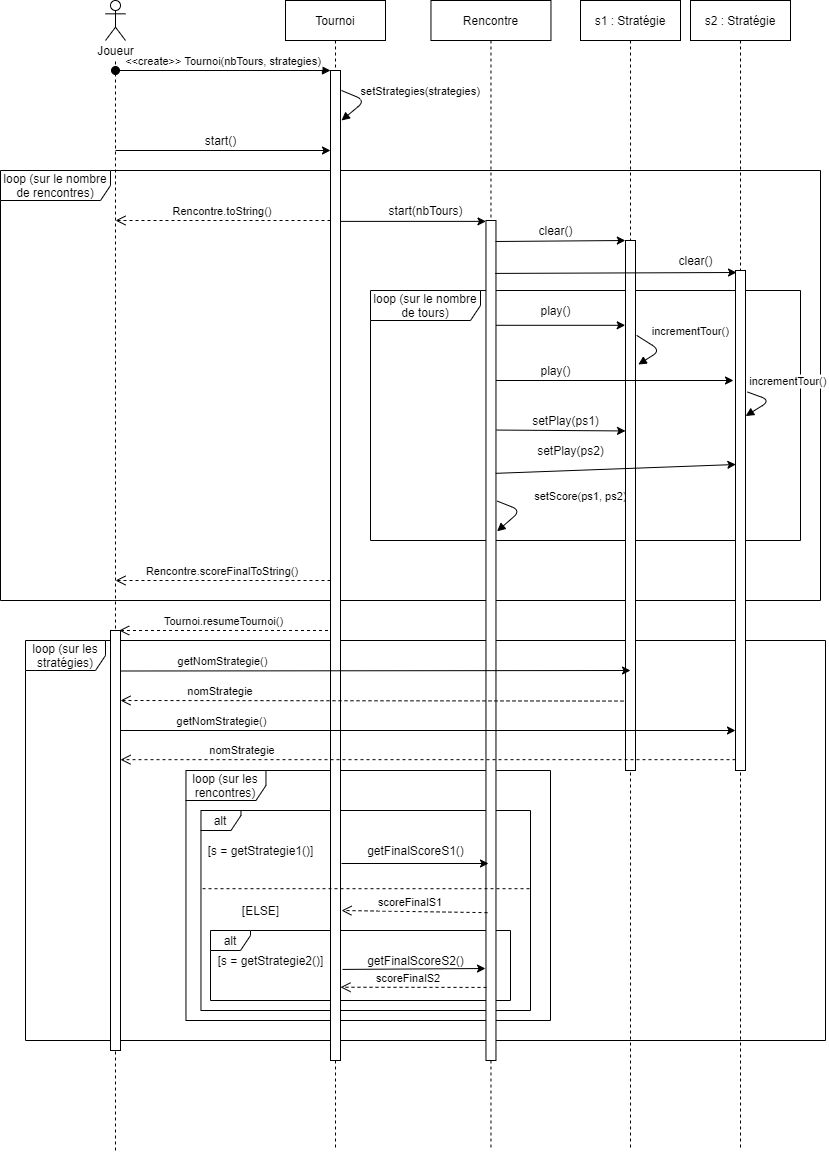 Tournoi
Rencontre
s1 : Stratégie
s2 : Stratégie
Joueur
<<create>> Tournoi(nbTours, strategies)
setStrategies(strategies)
start()
loop (sur le nombre
de rencontres)
Rencontre.toString()
start(nbTours)
clear()
clear()
loop (sur le nombre
de tours)
play()
incrementTour()
play()
incrementTour()
setPlay(ps1)
setPlay(ps2)
setScore(ps1, ps2)
Rencontre.scoreFinalToString()
Tournoi.resumeTournoi()
loop (sur les
stratégies)
getNomStrategie()
nomStrategie
getNomStrategie()
nomStrategie
loop (sur les
rencontres)
alt
[s = getStrategie1()]
getFinalScoreS1()
scoreFinalS1
[ELSE]
alt
[s = getStrategie2()]
getFinalScoreS2()
scoreFinalS2